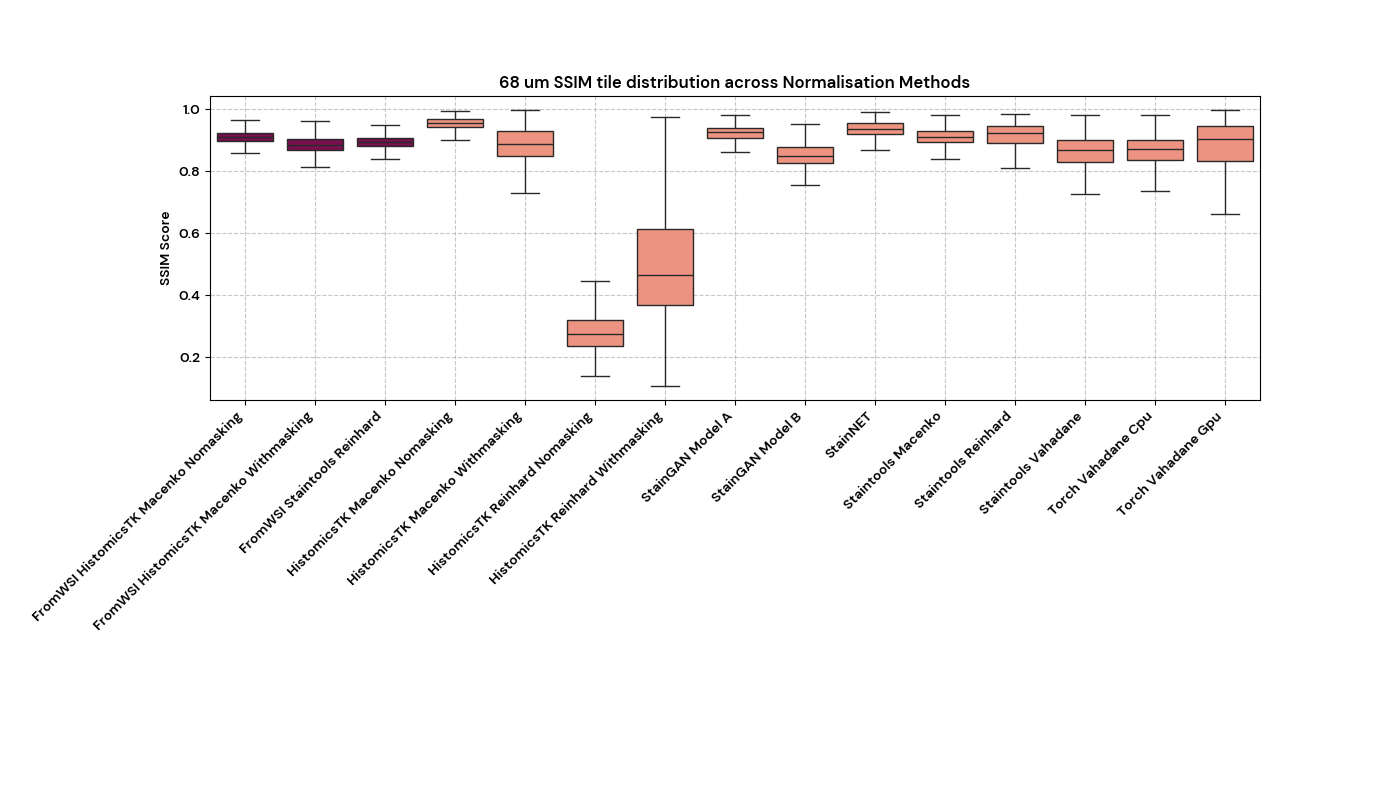 68 um SSIM tile distribution across Normalisation Methods
SSIM Score
1.0
0.8
0.6
0.4
0.2
FromWSI HistomicsTK Macenko Nomasking
FromWSI HistomicsTK Macenko Withmasking
FromWSI Staintools Reinhard
HistomicsTK Macenko Nomasking
HistomicsTK Macenko Withmasking
HistomicsTK Reinhard Nomasking
HistomicsTK Reinhard Withmasking
StainGAN Model A
StainGAN Model B
StainNET
Staintools Macenko
Staintools Reinhard
Staintools Vahadane
Torch Vahadane Cpu
Torch Vahadane Gpu